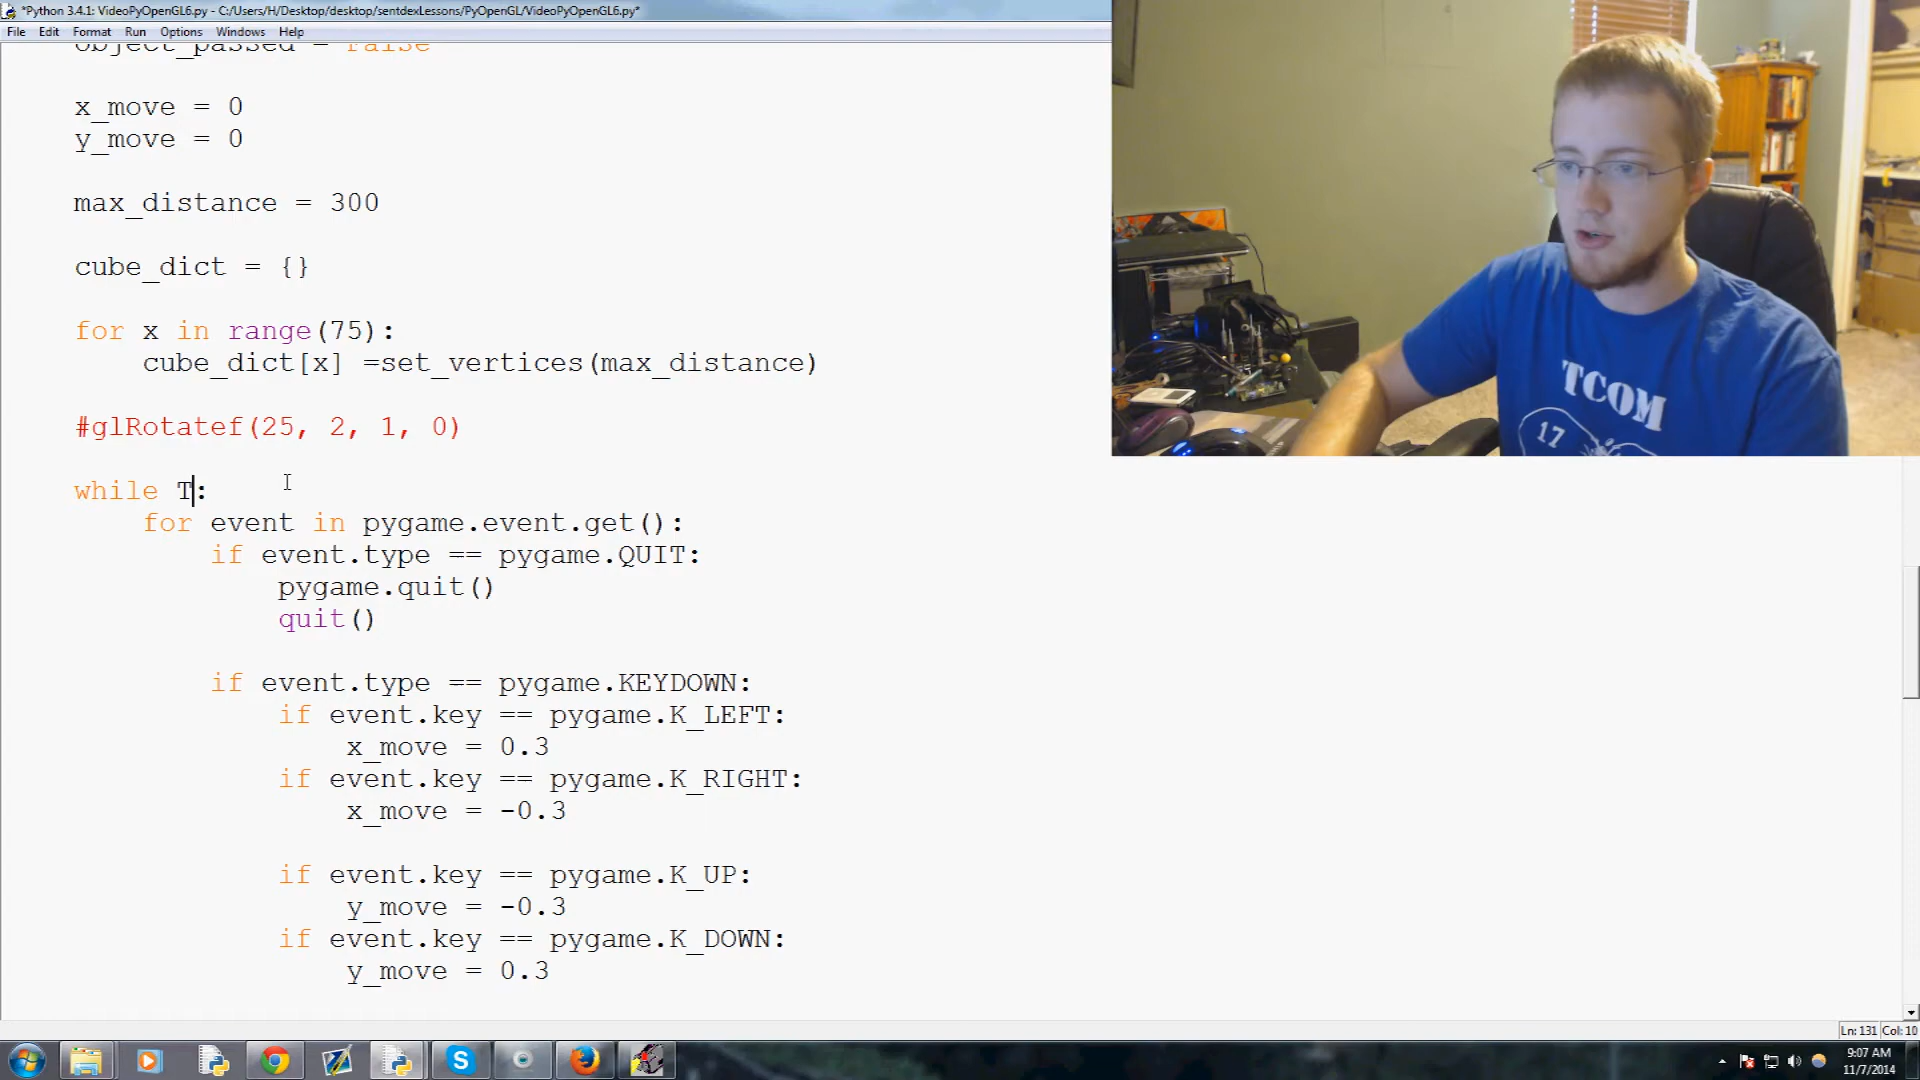 *Python 3.4.1: VideoPyOpenGL6.py - C:/Users/H/Desktop/desktop/sentdexLessons/PyOpenGL/VideoPyOpenGL6.py*
File Edit Format Run Options Windows Help
object_passed = False
x_move = 0
y_move = 0
max_distance = 300
cube_dict = {}
for x in range(75):
cube_dict[x] =set_vertices(max_distance)
#glRotatef(25, 2, 1, 0)
while T:
for event in pygame.event.get():
if event.type == pygame.QUIT:
pygame.quit()
quit()
if event.type == pygame.KEYDOWN:
if event.key == pygame.K_LEFT:
x_move = 0.3
if event.key == pygame.K_RIGHT:
x_move = -0.3
if event.key == pygame.K_UP:
y_move = -0.3
if event.key == pygame.K_DOWN:
y_move = 0.3
TCOM
17
Ln: 131 Col: 10
9:07 AM
11/7/2014